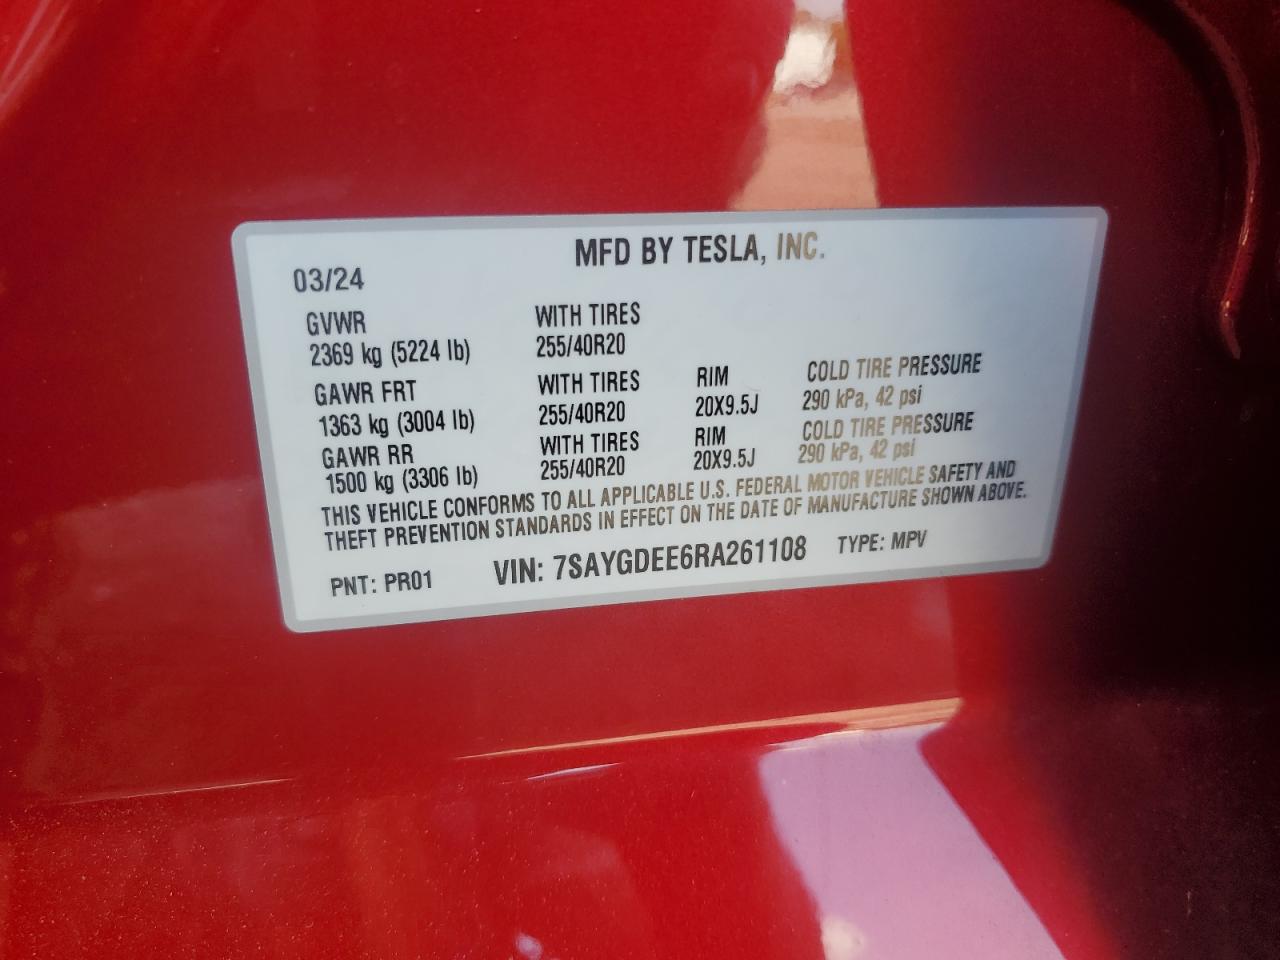 MFD BY TESLA, INC.
03/24
GVWR WITH TIRES
2369 kg (5224 lb) 255/40R20
GAWR FRT WITH TIRES RIM COLD TIRE PRESSURE
1363 kg (3004 lb) 255/40R20 20X9.5J 290 kPa, 42 psi
GAWR RR WITH TIRES RIM COLD TIRE PRESSURE
1500 kg (3306 lb) 255/40R20 20X9.5J 290 kPa, 42 psi
THIS VEHICLE CONFORMS TO ALL APPLICABLE U.S. FEDERAL MOTOR VEHICLE SAFETY AND
THEFT PREVENTION STANDARDS IN EFFECT ON THE DATE OF MANUFACTURE SHOWN ABOVE.
PNT: PR01 VIN: 7SAYGDEE6RA261108 TYPE: MPV